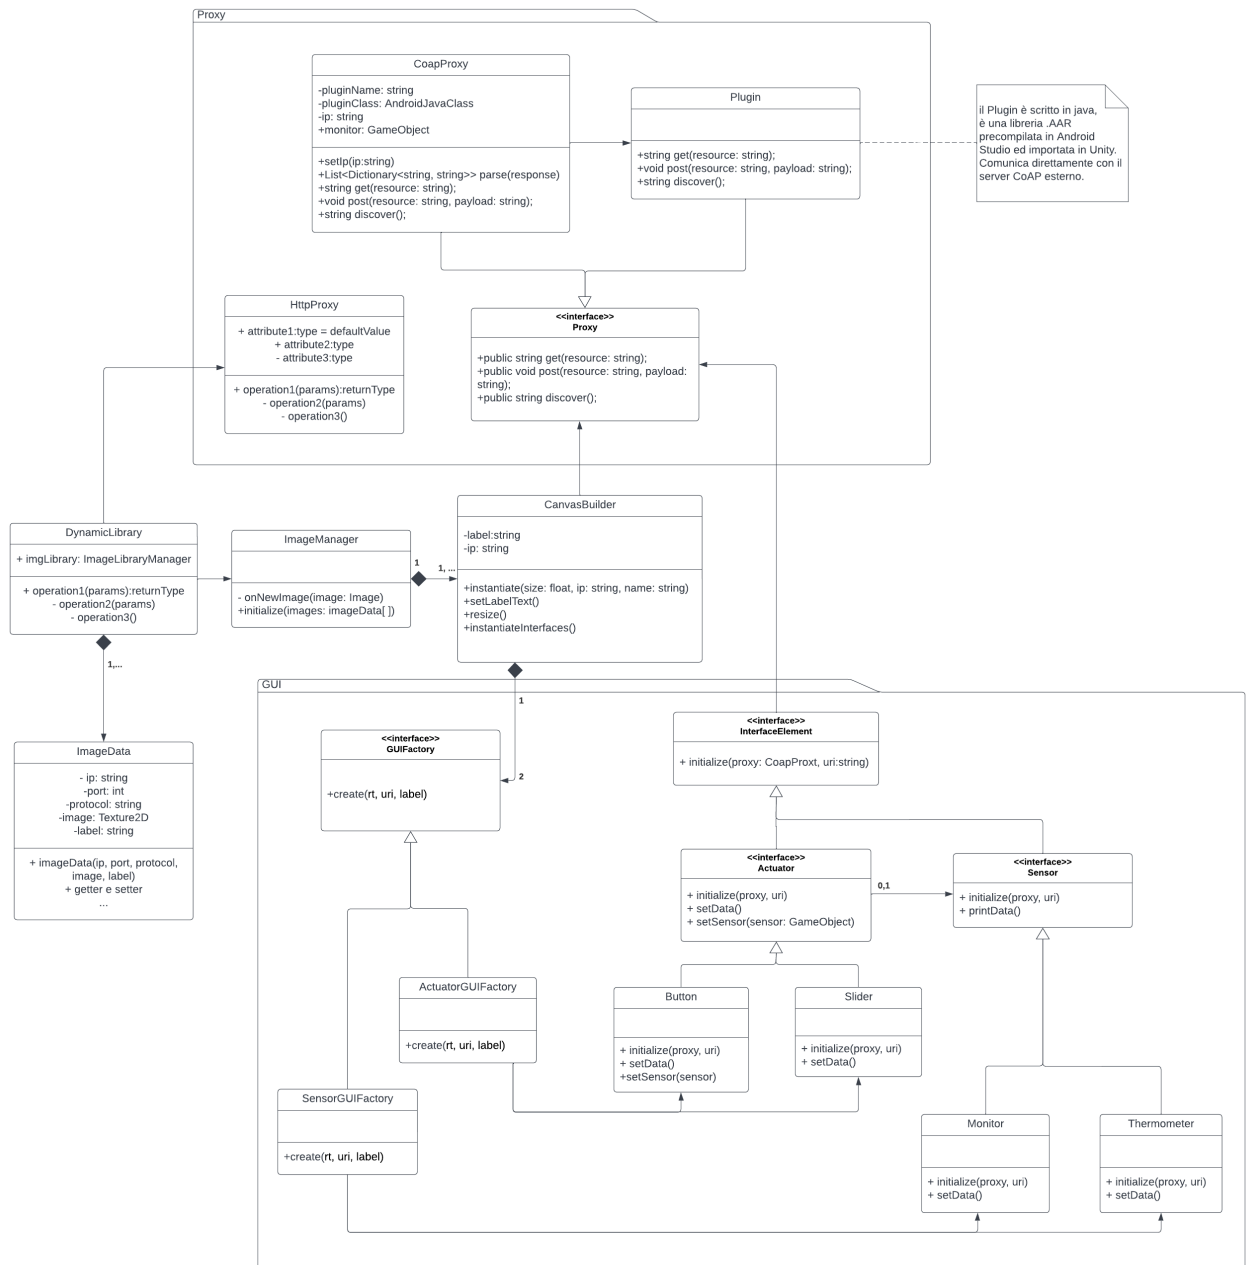 Proxy
CoapProxy
-pluginName: string
-pluginClass: AndroidJavaClass
-ip: string
+monitor: GameObject
+setIp(ip:string)
+List<Dictionary<string, string>> parse(response)
+string get(resource: string);
+void post(resource: string, payload: string);
+string discover();
Plugin
+string get(resource: string);
+void post(resource: string, payload: string);
+string discover();
il Plugin è scritto in java,
è una libreria .AAR
precompilata in Android
Studio ed importata in Unity.
Comunica direttamente con il
server CoAP esterno.
HttpProxy
+ attribute1:type = defaultValue
+ attribute2:type
- attribute3:type
+ operation1(params):returnType
- operation2(params)
- operation3()
<<interface>>
Proxy
+public string get(resource: string);
+public void post(resource: string, payload:
string);
+public string discover();
DynamicLibrary
+ imgLibrary: ImageLibraryManager
+ operation1(params):returnType
- operation2(params)
- operation3()
1,...
ImageManager
- onNewImage(image: Image)
+initialize(images: imageData[ ])
1
1, ...
CanvasBuilder
-label:string
-ip: string
+instantiate(size: float, ip: string, name: string)
+setLabelText()
+resize()
+instantiateInterfaces()
1
2
ImageData
- ip: string
-port: int
-protocol: string
-image: Texture2D
-label: string
+ imageData(ip, port, protocol,
image, label)
+ getter e setter
...
GUI
<<interface>>
GUIFactory
+create(rt, uri, label)
<<interface>>
InterfaceElement
+ initialize(proxy: CoapProxt, uri:string)
<<interface>>
Actuator
+ initialize(proxy, uri)
+ setData()
+ setSensor(sensor: GameObject)
0,1
<<interface>>
Sensor
+ initialize(proxy, uri)
+ printData()
ActuatorGUIFactory
+create(rt, uri, label)
Button
+ initialize(proxy, uri)
+ setData()
+setSensor(sensor)
Slider
+ initialize(proxy, uri)
+ setData()
SensorGUIFactory
+create(rt, uri, label)
Monitor
+ initialize(proxy, uri)
+ setData()
Thermometer
+ initialize(proxy, uri)
+ setData()